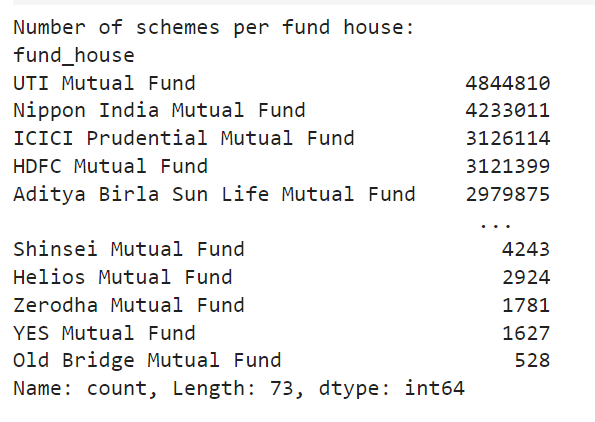 Number of schemes per fund house:
fund_house
UTI Mutual Fund 4844810
Nippon India Mutual Fund 4233011
ICICI Prudential Mutual Fund 3126114
HDFC Mutual Fund 3121399
Aditya Birla Sun Life Mutual Fund 2979875
...
Shinsei Mutual Fund 4243
Helios Mutual Fund 2924
Zerodha Mutual Fund 1781
YES Mutual Fund 1627
Old Bridge Mutual Fund 528
Name: count, Length: 73, dtype: int64